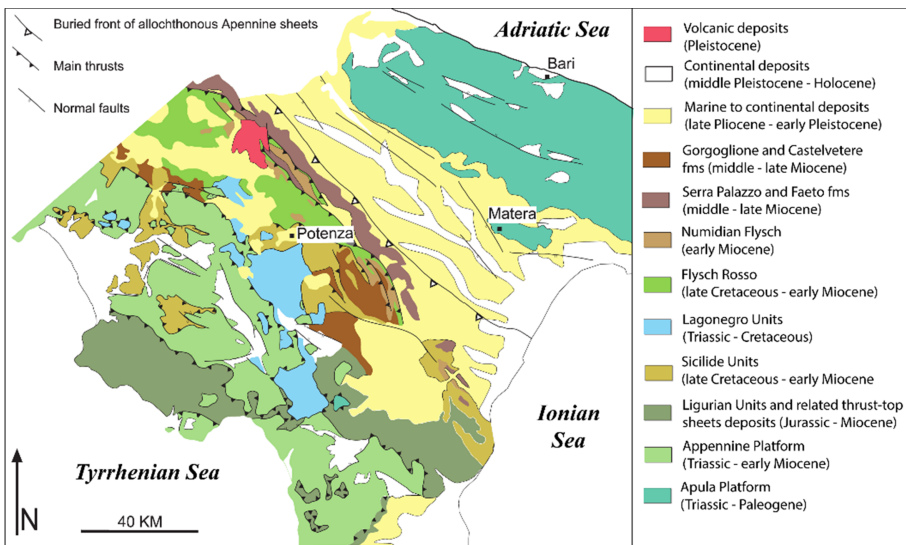 Buried front of allochthonous Apennine sheets
Main thrusts
Normal faults
Adriatic Sea
Bari
Matera
Potenza
Ionian
Sea
Tyrrhenian Sea
N
40 KM
Volcanic deposits
(Pleistocene)
Continental deposits
(middle Pleistocene - Holocene)
Marine to continental deposits
(late Pliocene - early Pleistocene)
Gorgoglione and Castelvetere
fms (middle - late Miocene)
Serra Palazzo and Faeto fms
(middle - late Miocene)
Numidian Flysch
(early Miocene)
Flysch Rosso
(late Cretaceous - early Miocene)
Lagonegro Units
(Triassic - Cretaceous)
Sicilide Units
(late Cretaceous - early Miocene
Ligurian Units and related thrust-top
sheets deposits (Jurassic - Miocene)
Appennine Platform
(Triassic - early Miocene)
Apula Platform
(Triassic - Paleogene)